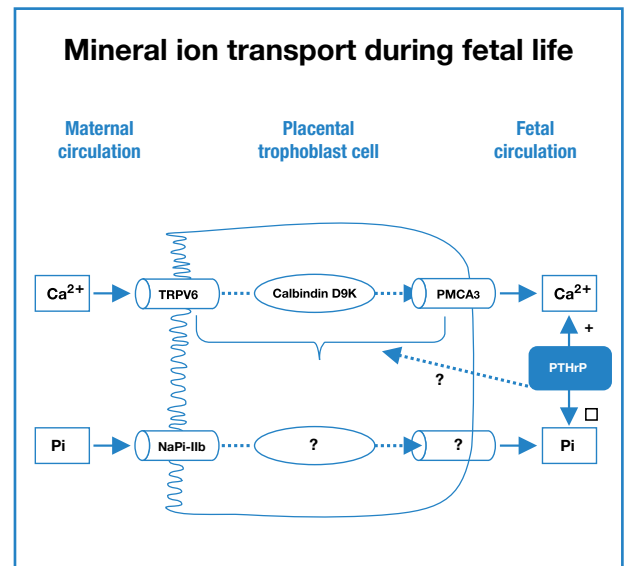 Mineral ion transport during fetal life
Maternal
circulation
Placental
trophoblast cell
Fetal
circulation
Ca²⁺
TRPV6
Calbindin D9K
PMCA3
Ca²⁺
+
PTHrP
?
□
Pi
NaPi-IIb
?
?
Pi